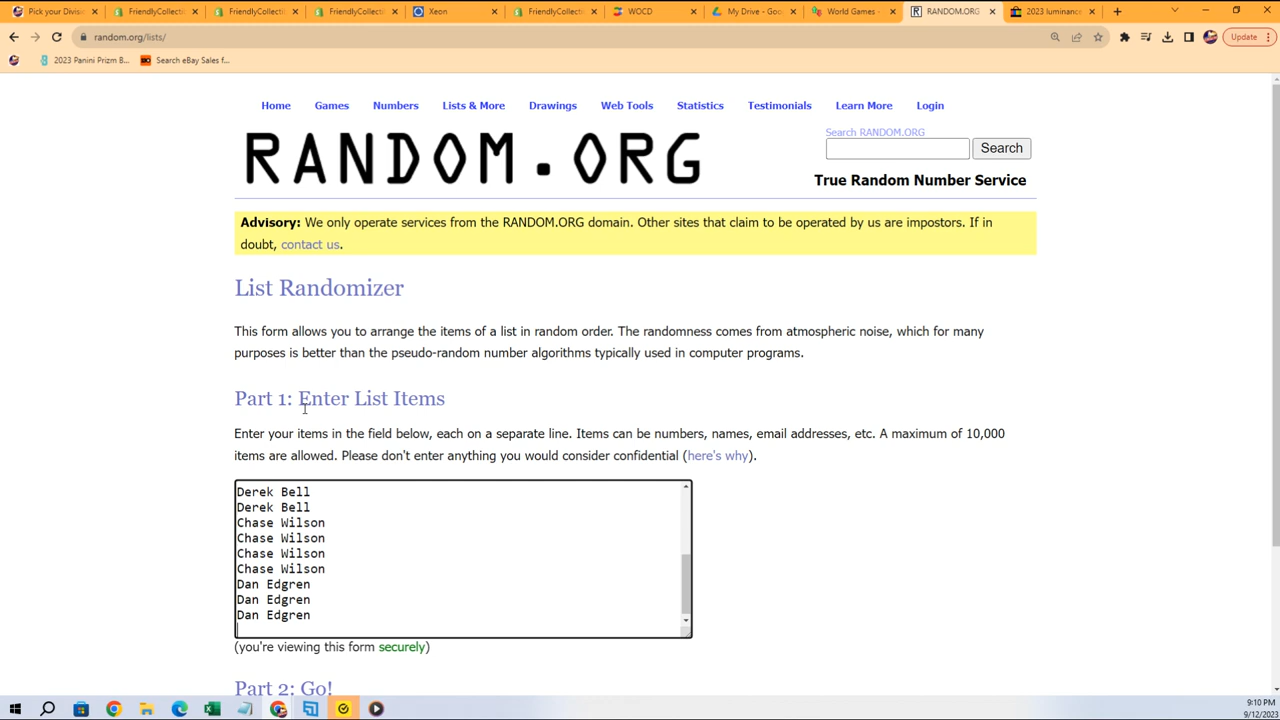 Pick your Divisi
FriendlyCollecti
FriendlyCollecti
FriendlyCollecti
Xeon
FriendlyCollecti
WOCD
My Drive - Goo
World Games -
RANDOM.ORG
2023 luminance
random.org/lists/
Update
2023 Panini Prizm B...
Search eBay Sales f...
Home Games Numbers Lists & More Drawings Web Tools Statistics Testimonials Learn More Login
RANDOM.ORG
Search RANDOM.ORG
Search
True Random Number Service
Advisory: We only operate services from the RANDOM.ORG domain. Other sites that claim to be operated by us are impostors. If in
doubt, contact us.
List Randomizer
This form allows you to arrange the items of a list in random order. The randomness comes from atmospheric noise, which for many
purposes is better than the pseudo-random number algorithms typically used in computer programs.
Part 1: Enter List Items
Enter your items in the field below, each on a separate line. Items can be numbers, names, email addresses, etc. A maximum of 10,000
items are allowed. Please don't enter anything you would consider confidential (here's why).
Derek Bell
Derek Bell
Chase Wilson
Chase Wilson
Chase Wilson
Chase Wilson
Dan Edgren
Dan Edgren
Dan Edgren
(you're viewing this form securely)
Part 2: Go!
9:10 PM
9/12/2023